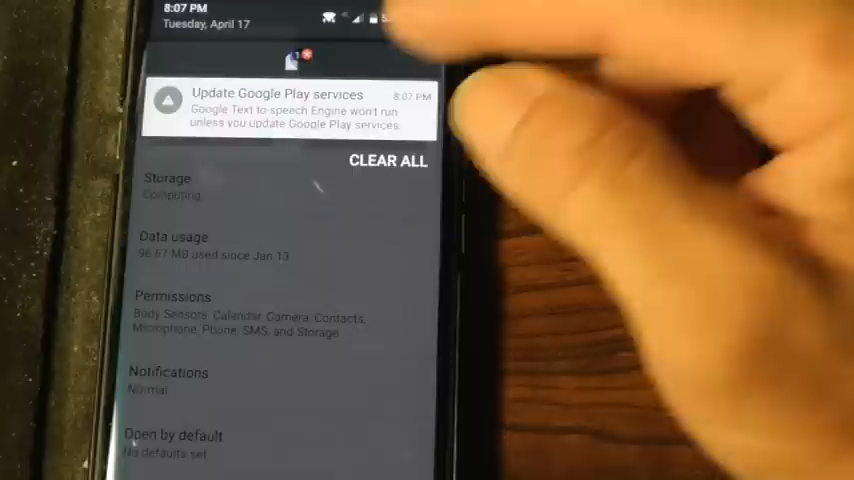 8:07 PM
Tuesday, April 17
Update Google Play services
8:07 PM
Google Text to speech Engine won't run
unless you update Google Play services.
CLEAR ALL
Storage
Computing...
Data usage
96.67 MB used since Jan 13
Permissions
Body Sensors, Calendar, Camera, Contacts,
Microphone, Phone, SMS, and Storage
Notifications
Normal
Open by default
No defaults set